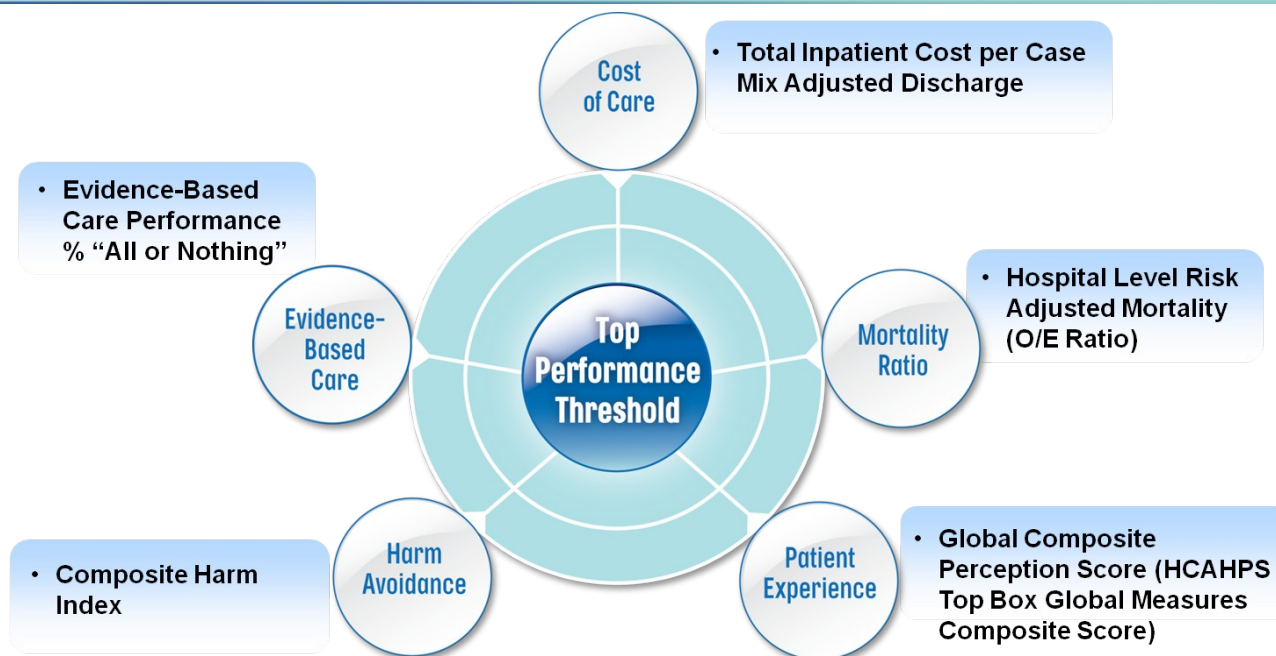 Cost
of Care
• Total Inpatient Cost per Case
Mix Adjusted Discharge
• Evidence-Based
Care Performance
% “All or Nothing”
Evidence-
Based
Care
Top
Performance
Threshold
Mortality
Ratio
• Hospital Level Risk
Adjusted Mortality
(O/E Ratio)
• Composite Harm
Index
Harm
Avoidance
Patient
Experience
• Global Composite
Perception Score (HCAHPS
Top Box Global Measures
Composite Score)